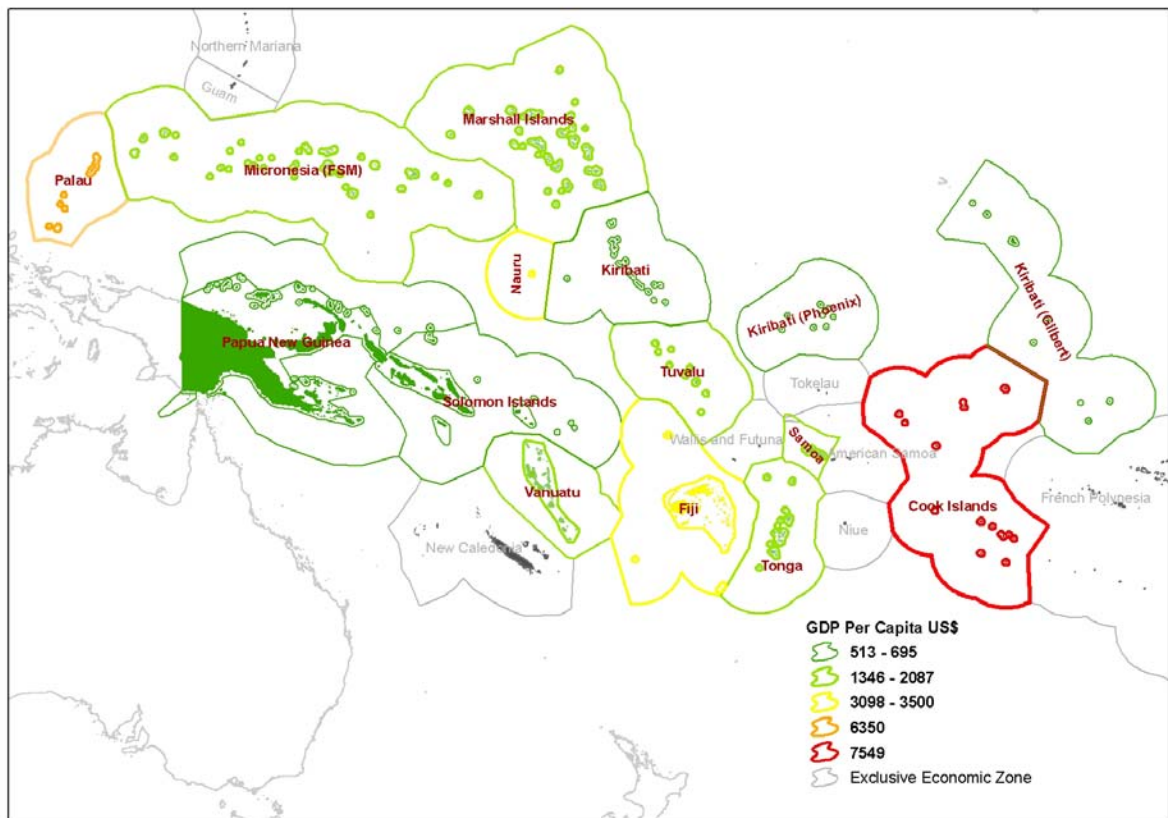 Northern Mariana
Guam
Marshall Islands
Micronesia (FSM)
Palau
Nauru
Kiribati
Kiribati (Phoenix)
Kiribati (Gilbert)
Papua New Guinea
Tuvalu
Tokelau
Solomon Islands
Wallis and Futuna
Samoa
American Samoa
Vanuatu
Fiji
French Polynesia
Cook Islands
Niue
New Caledonia
Tonga
GDP Per Capita US$
513 - 695
1346 - 2087
3098 - 3500
6350
7549
Exclusive Economic Zone